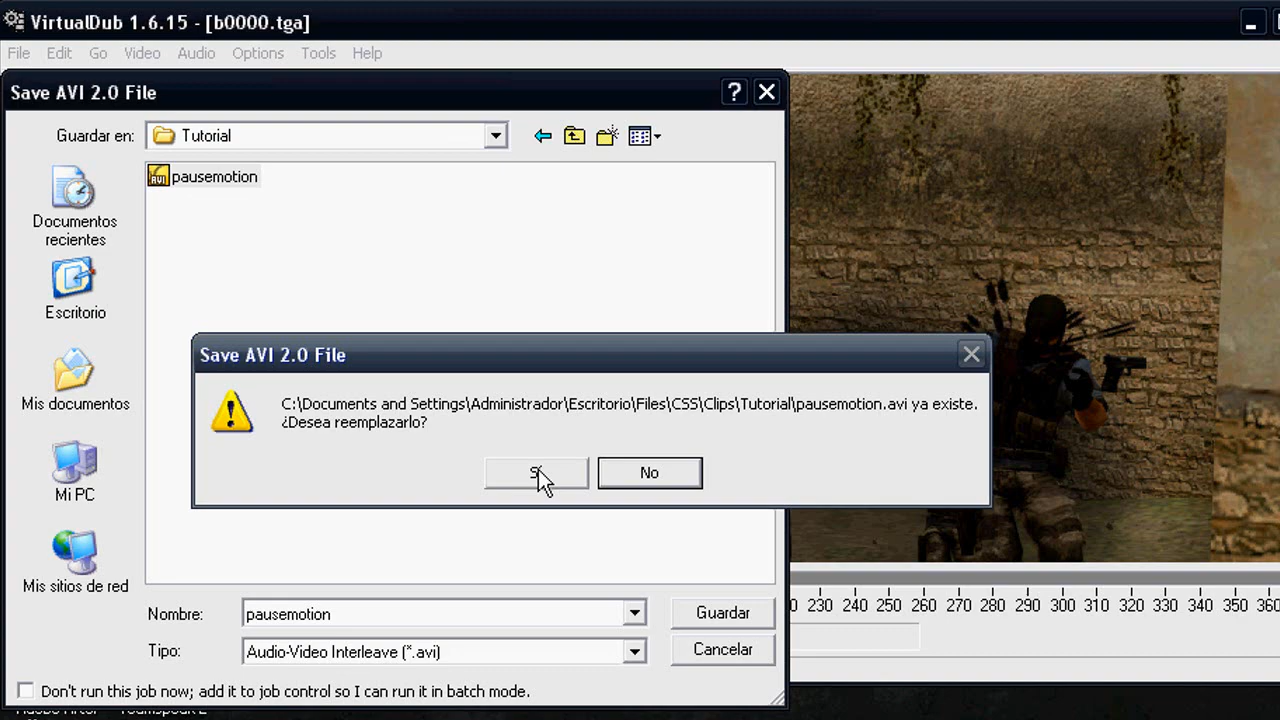 VirtualDub 1.6.15 - [b0000.tga]
File Edit Go Video Audio Options Tools Help
Save AVI 2.0 File
Guardar en: Tutorial
pausemotion
Documentos
recientes
Escritorio
Mis documentos
Mi PC
Mis sitios de red
Save AVI 2.0 File
C:\Documents and Settings\Administrador\Escritorio\Files\CSS\Clips\Tutorial\pausemotion.avi ya existe.
¿Desea reemplazarlo?
Sí No
Nombre: pausemotion Guardar
Tipo: Audio-Video Interleave (*.avi) Cancelar
Don't run this job now; add it to job control so I can run it in batch mode.
230 240 250 260 270 280 290 300 310 320 330 340 350